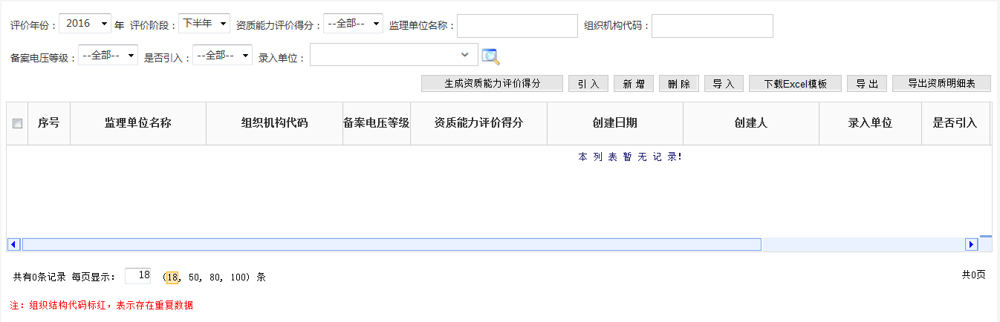 评价年份： 2016 年 评价阶段： 下半年 资质能力评价得分： --全部-- 监理单位名称： 组织机构代码：
备案电压等级： --全部-- 是否引入： --全部-- 录入单位：
生成资质能力评价得分 引 入 新 增 删 除 导 入 下载Excel模板 导 出 导出资质明细表
序号 监理单位名称 组织机构代码 备案电压等级 资质能力评价得分 创建日期 创建人 录入单位 是否引入
本 列 表 暂 无 记 录!
共有0条记录 每页显示： 18 (18, 50, 80, 100) 条 共0页
注：组织结构代码标红，表示存在重复数据